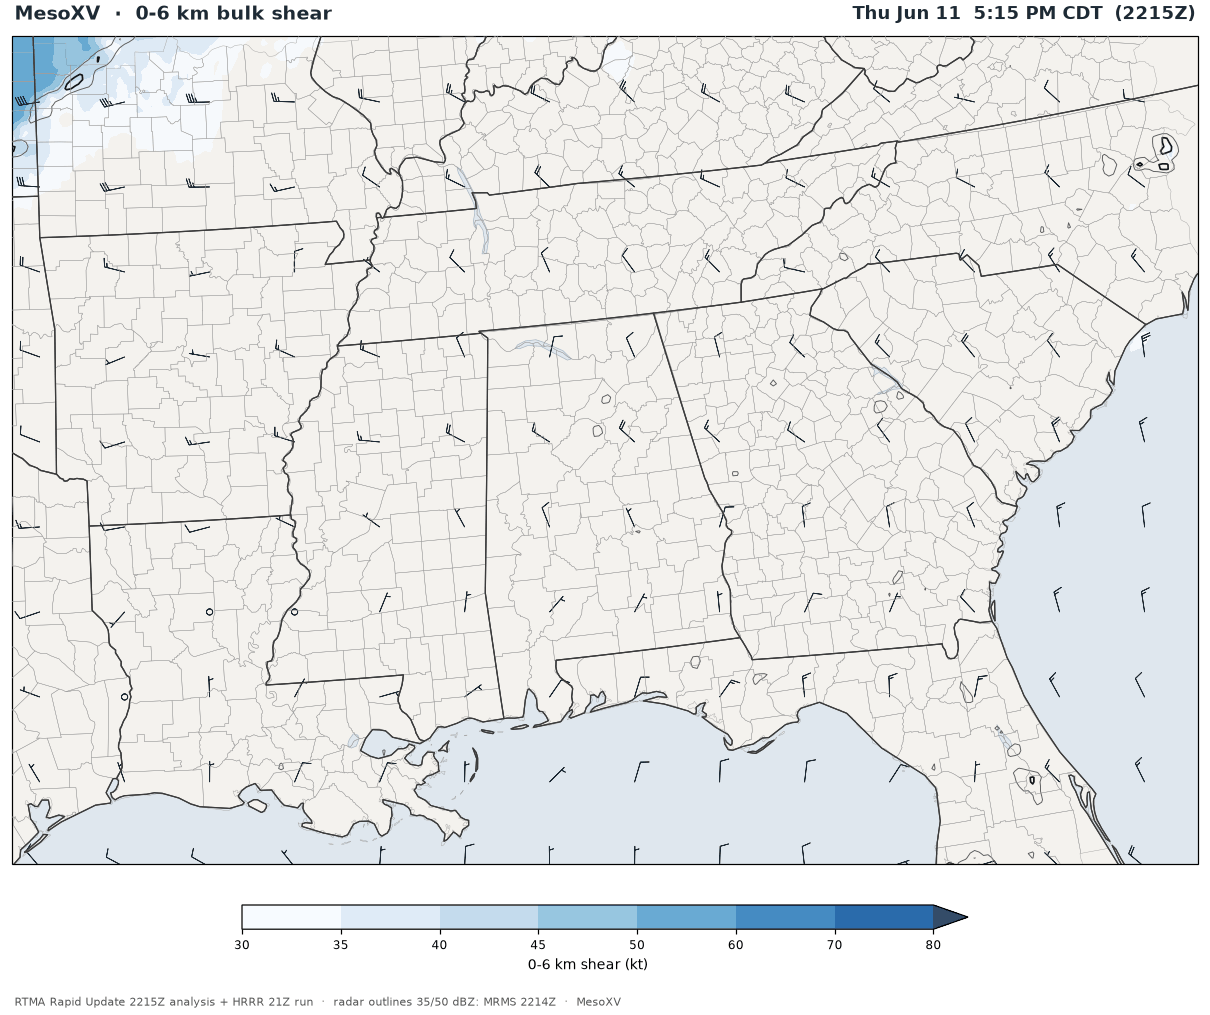 MesoXV · 0-6 km bulk shear
Thu Jun 11 5:15 PM CDT (2215Z)
30 35 40 45 50 60 70 80
0-6 km shear (kt)
RTMA Rapid Update 2215Z analysis + HRRR 21Z run · radar outlines 35/50 dBZ: MRMS 2214Z · MesoXV